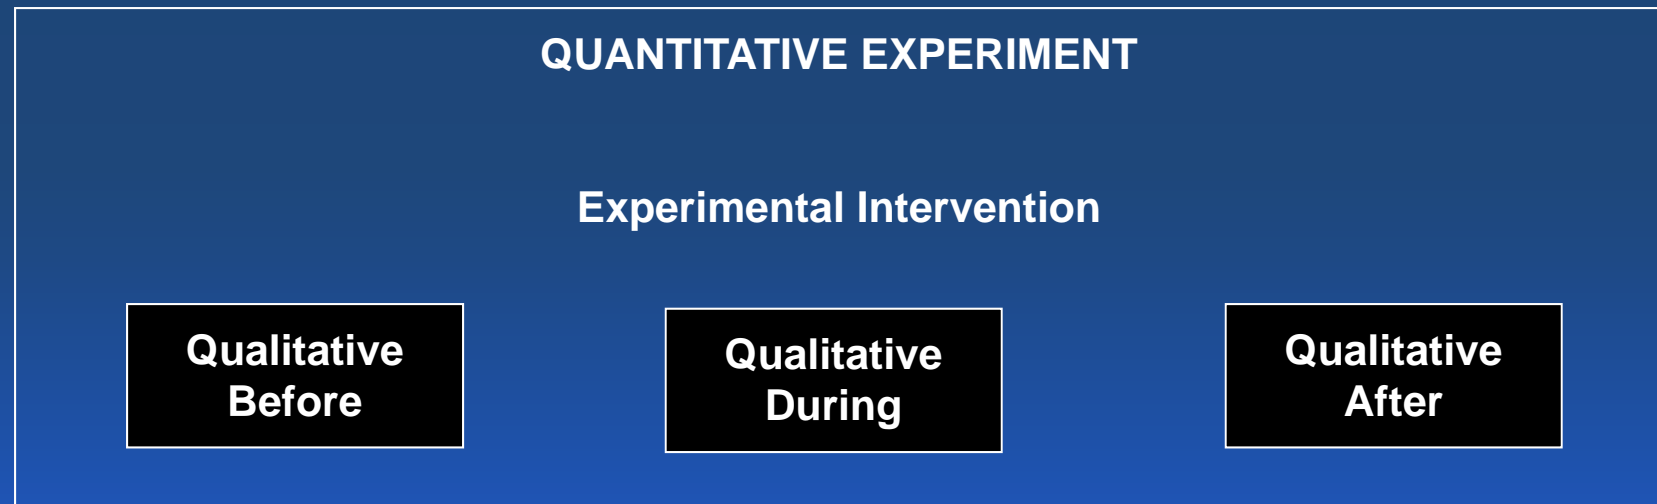 QUANTITATIVE EXPERIMENT
Experimental Intervention
Qualitative
Before
Qualitative
During
Qualitative
After